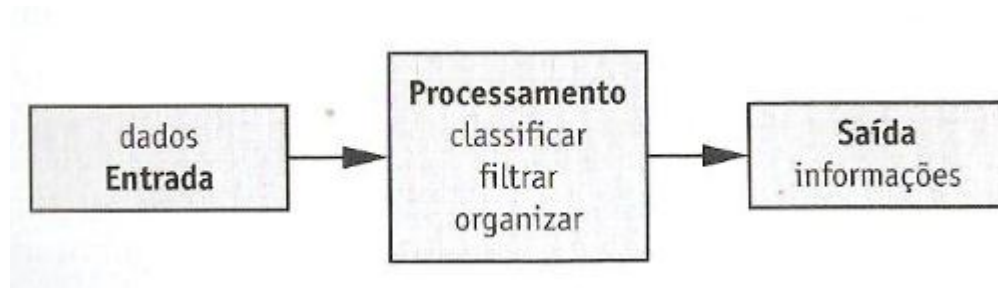 dados
Entrada
Processamento
classificar
filtrar
organizar
Saída
informações